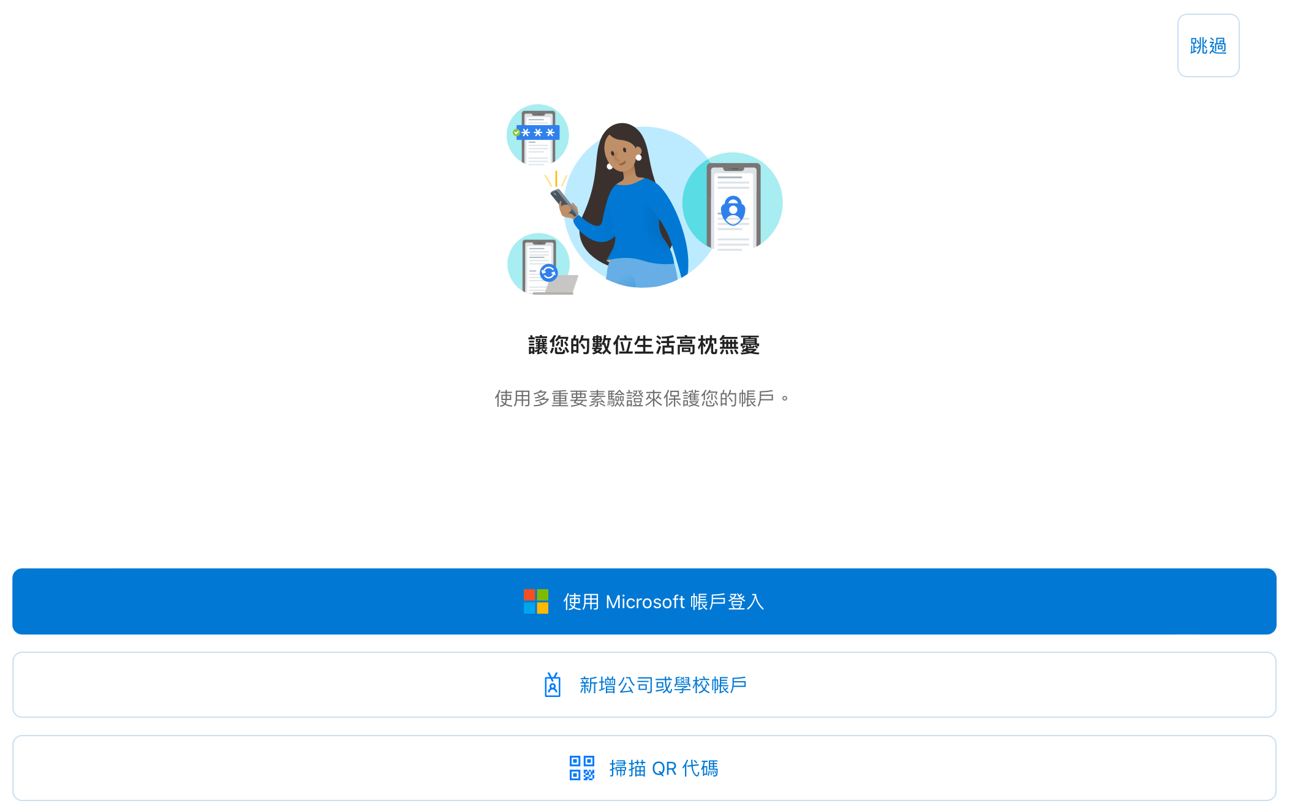 跳過
***
讓您的數位生活高枕無憂
使用多重要素驗證來保護您的帳戶。
使用 Microsoft 帳戶登入
新增公司或學校帳戶
掃描 QR 代碼